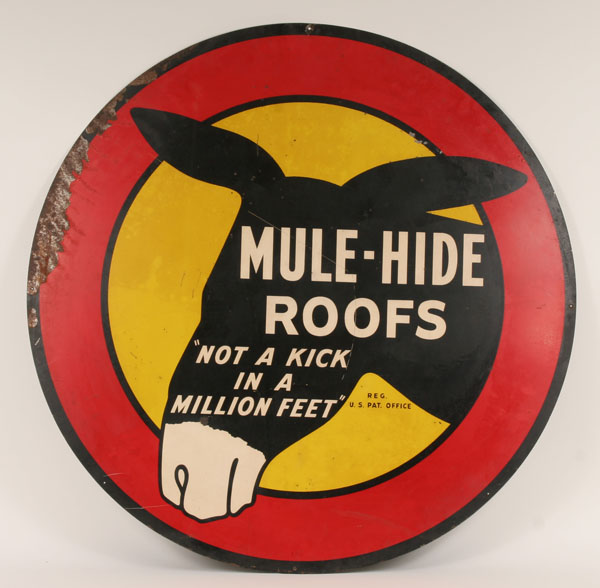 MULE-HIDE
ROOFS
"NOT A KICK
IN A
MILLION FEET"
REG.
U.S. PAT. OFFICE